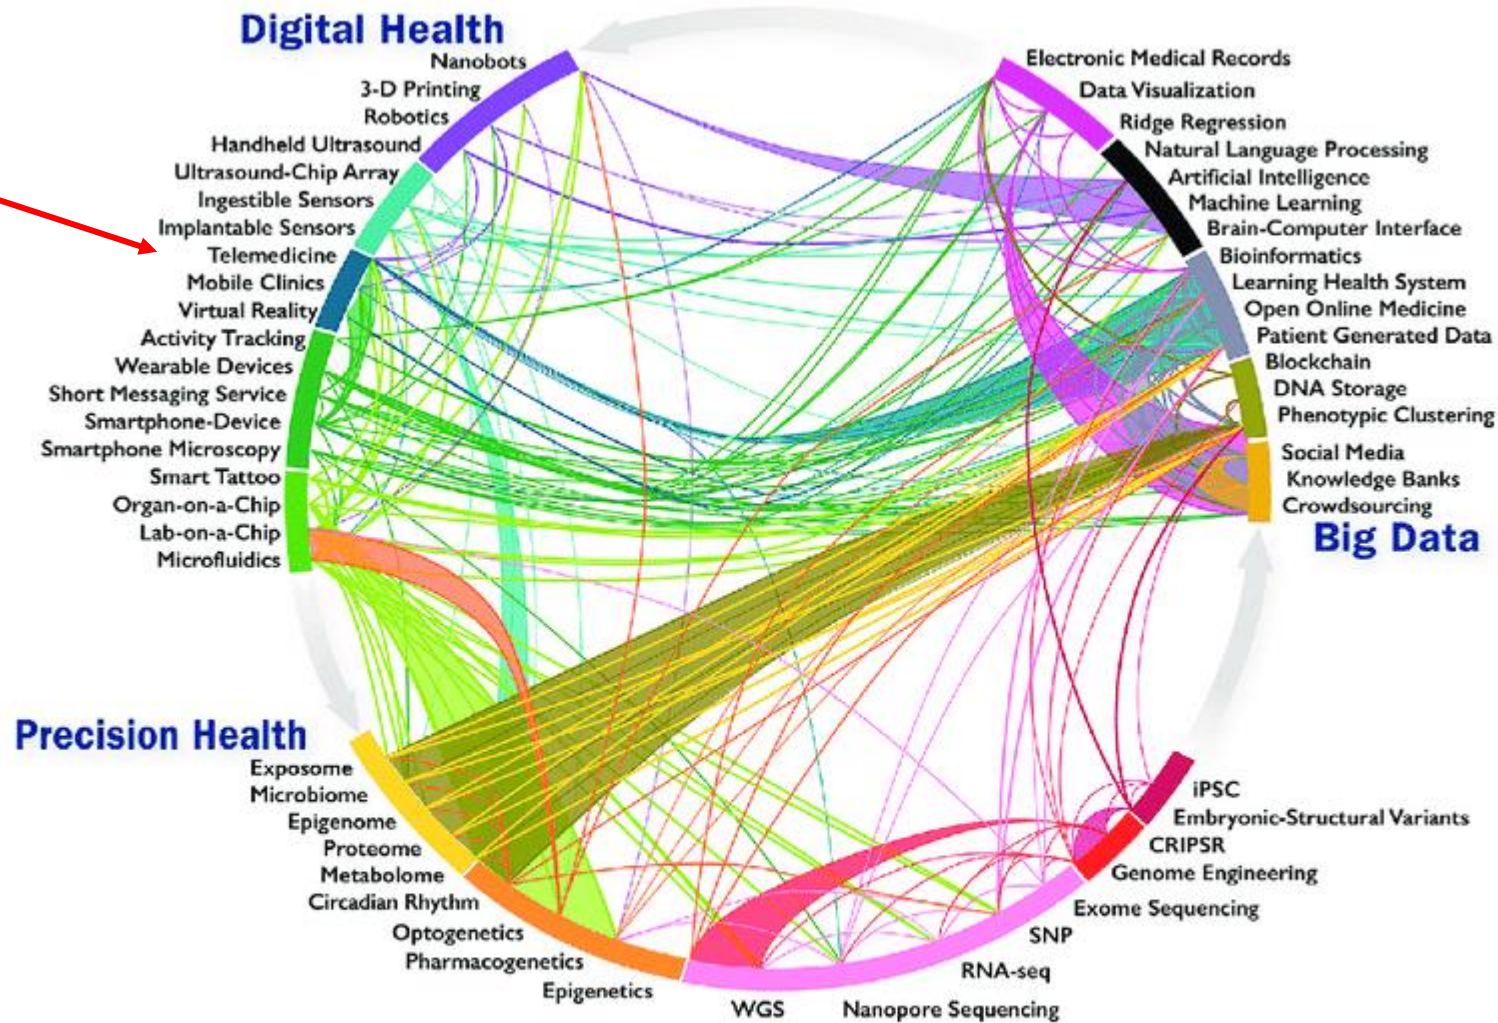 Digital Health
Nanobots
3-D Printing
Robotics
Handheld Ultrasound
Ultrasound-Chip Array
Ingestible Sensors
Implantable Sensors
Telemedicine
Mobile Clinics
Virtual Reality
Activity Tracking
Wearable Devices
Short Messaging Service
Smartphone-Device
Smartphone Microscopy
Smart Tattoo
Organ-on-a-Chip
Lab-on-a-Chip
Microfluidics
Electronic Medical Records
Data Visualization
Ridge Regression
Natural Language Processing
Artificial Intelligence
Machine Learning
Brain-Computer Interface
Bioinformatics
Learning Health System
Open Online Medicine
Patient Generated Data
Blockchain
DNA Storage
Phenotypic Clustering
Social Media
Knowledge Banks
Crowdsourcing
Big Data
Precision Health
Exposome
Microbiome
Epigenome
Proteome
Metabolome
Circadian Rhythm
Optogenetics
Pharmacogenetics
Epigenetics
WGS
Nanopore Sequencing
RNA-seq
SNP
Exome Sequencing
Genome Engineering
CRIPSR
Embryonic-Structural Variants
iPSC